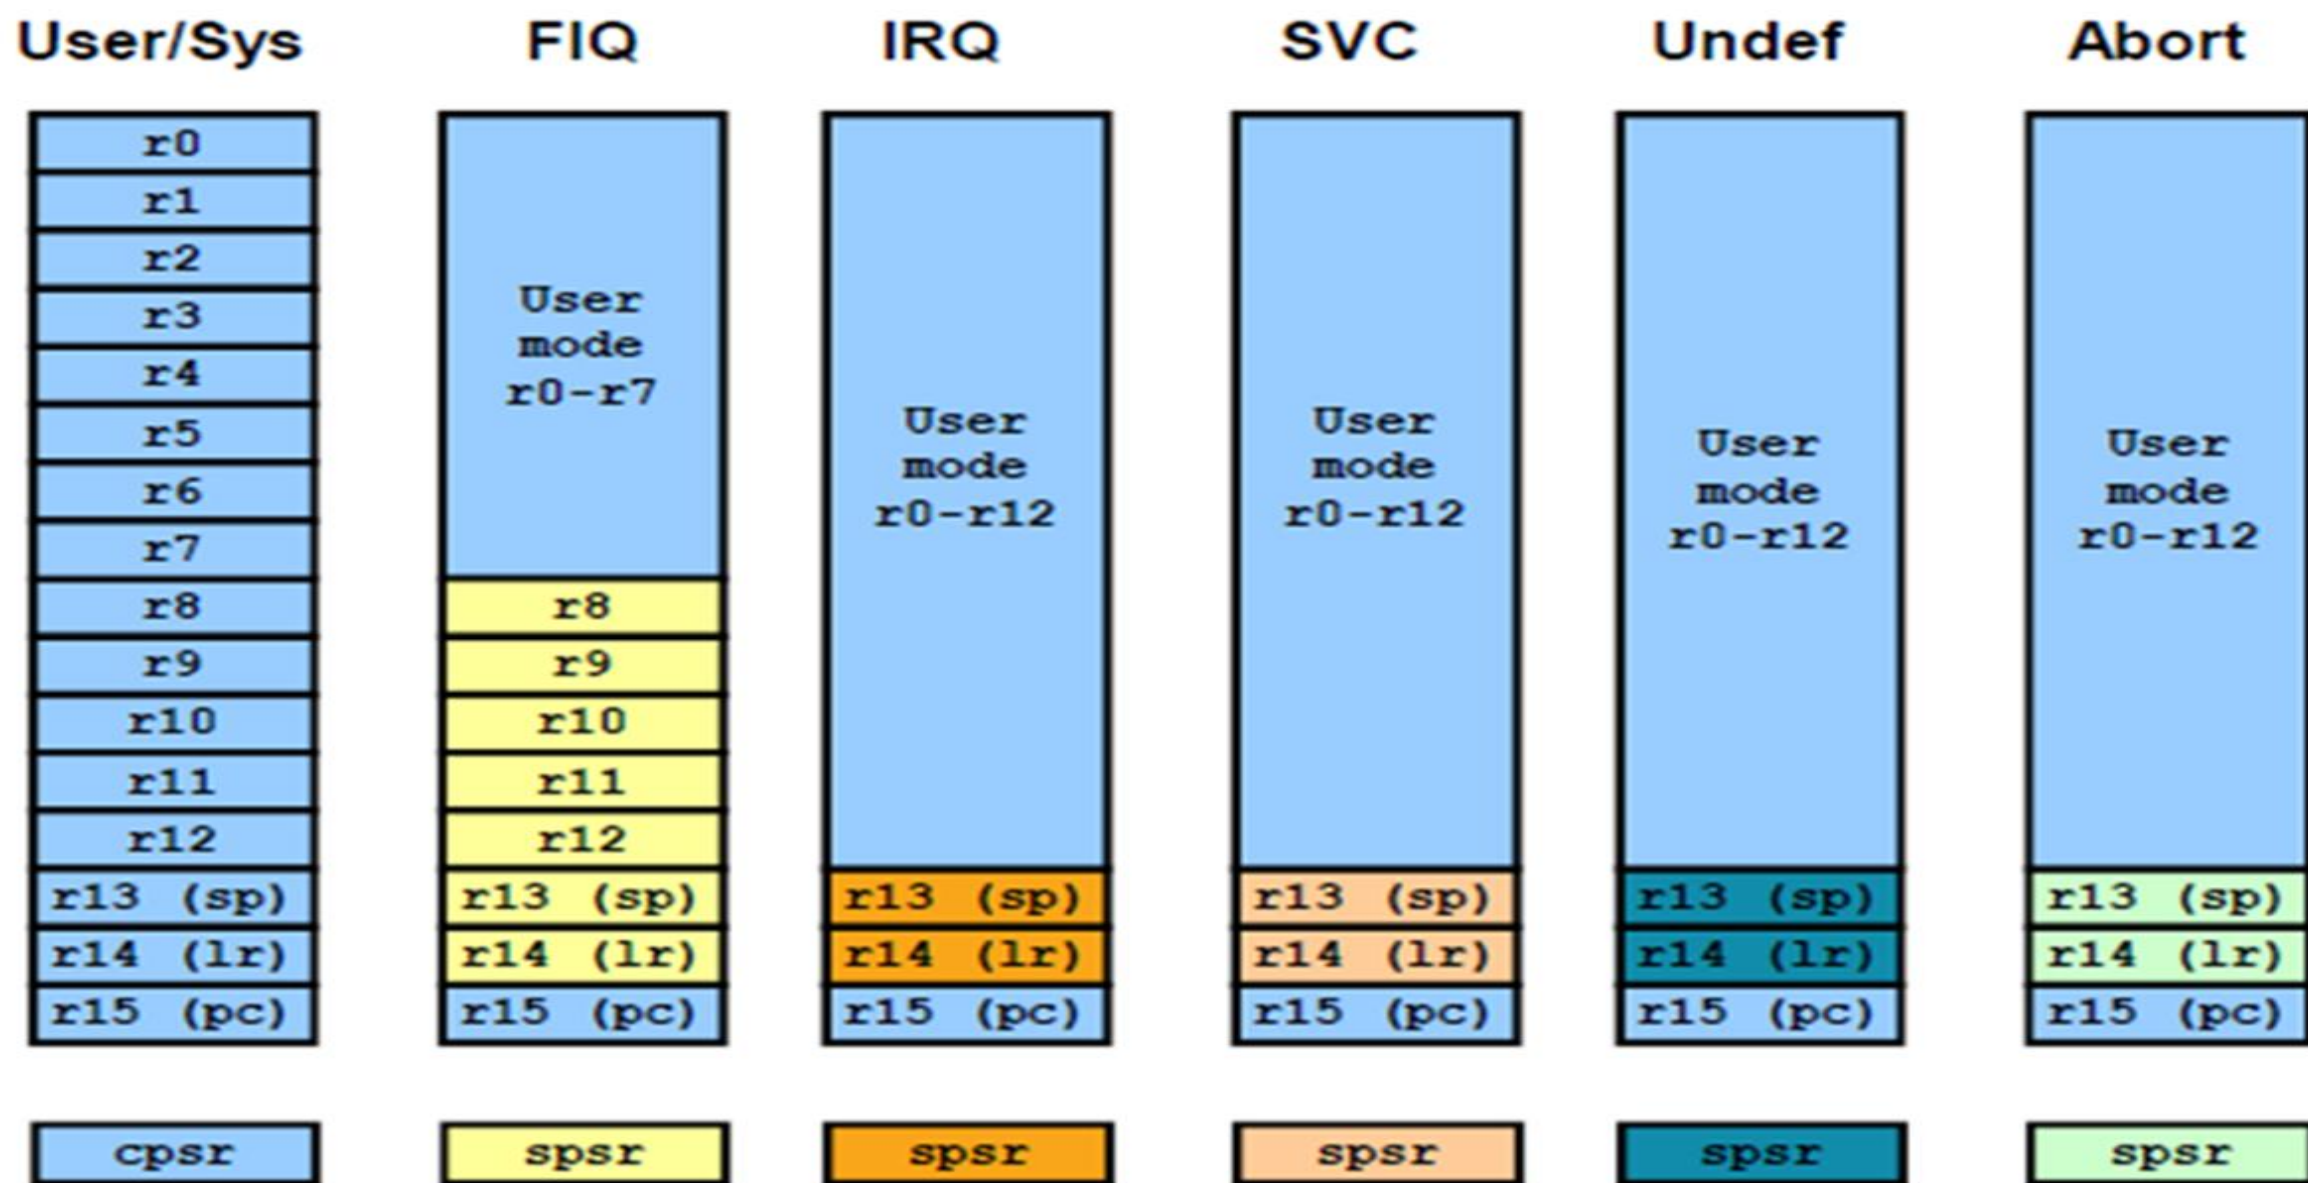 User/Sys
FIQ
IRQ
SVC
Undef
Abort
r0
r1
r2
r3
r4
r5
r6
r7
r8
r9
r10
r11
r12
r13 (sp)
r14 (lr)
r15 (pc)
cpsr
User
mode
r0-r7
r8
r9
r10
r11
r12
r13 (sp)
r14 (lr)
r15 (pc)
spsr
User
mode
r0-r12
r13 (sp)
r14 (lr)
r15 (pc)
spsr
User
mode
r0-r12
r13 (sp)
r14 (lr)
r15 (pc)
spsr
User
mode
r0-r12
r13 (sp)
r14 (lr)
r15 (pc)
spsr
User
mode
r0-r12
r13 (sp)
r14 (lr)
r15 (pc)
spsr